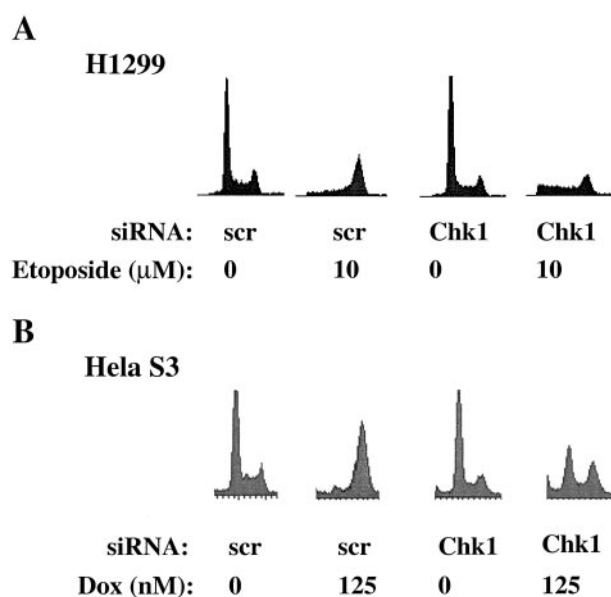 A
H1299
siRNA: scr scr Chk1 Chk1
Etoposide (μM): 0 10 0 10
B
Hela S3
siRNA: scr scr Chk1 Chk1
Dox (nM): 0 125 0 125